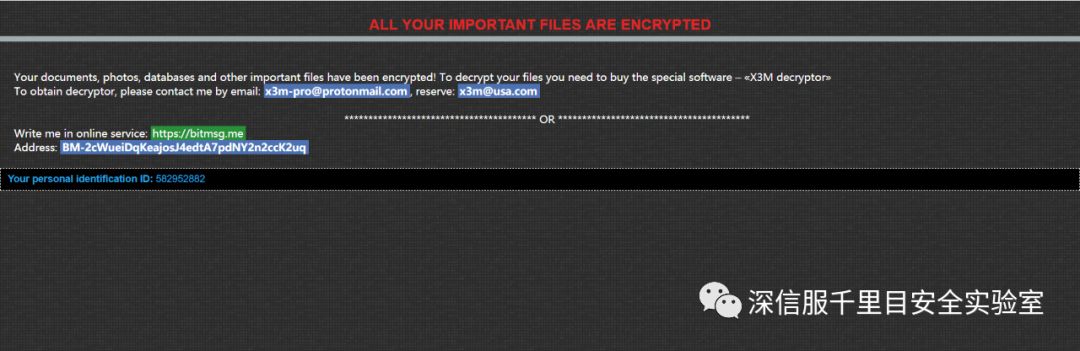 ALL YOUR IMPORTANT FILES ARE ENCRYPTED
Your documents, photos, databases and other important files have been encrypted! To decrypt your files you need to buy the special software – «X3M decryptor»
To obtain decryptor, please contact me by email: x3m-pro@protonmail.com, reserve: x3m@usa.com
**************************************** OR ****************************************
Write me in online service: https://bitmsg.me
Address: BM-2cWueiDqKeajosJ4edtA7pdNY2n2ccK2uq
Your personal identification ID: 582952882
深信服千里目安全实验室